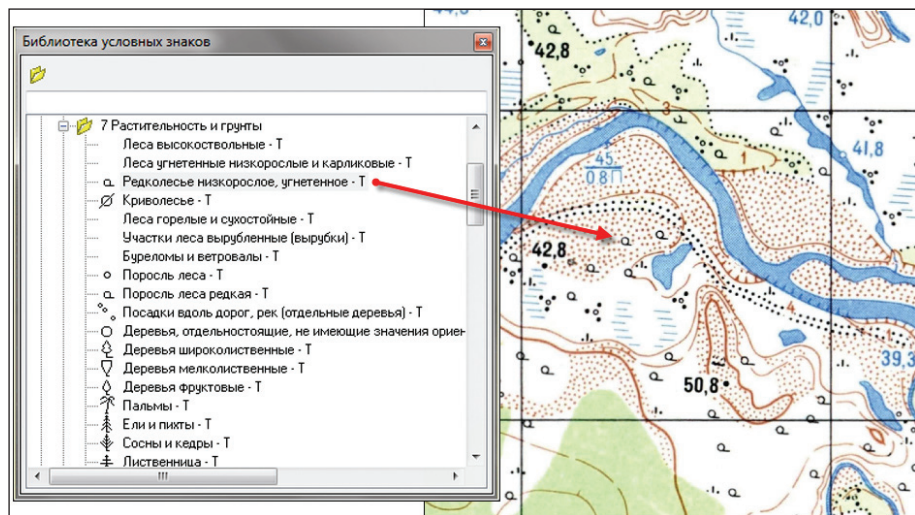 Библиотека условных знаков
7 Растительность и грунты
Леса высокоствольные - Т
Леса угнетенные низкорослые и карликовые - Т
Редколесье низкорослое, угнетенное - Т
Криволесье - Т
Леса горелые и сухостойные - Т
Участки леса вырубленные (вырубки) - Т
Буреломы и ветровалы - Т
Поросль леса - Т
Поросль леса редкая - Т
Посадки вдоль дорог, рек (отдельные деревья) - Т
Деревья, отдельностоящие, не имеющие значения ориен
Деревья широколиственные - Т
Деревья мелколиственные - Т
Деревья фруктовые - Т
Пальмы - Т
Ели и пихты - Т
Сосны и кедры - Т
Лиственница - Т
42,0
42,8
3
41,8
1
45.
0 8 П
42,8
4
39,3
50,8